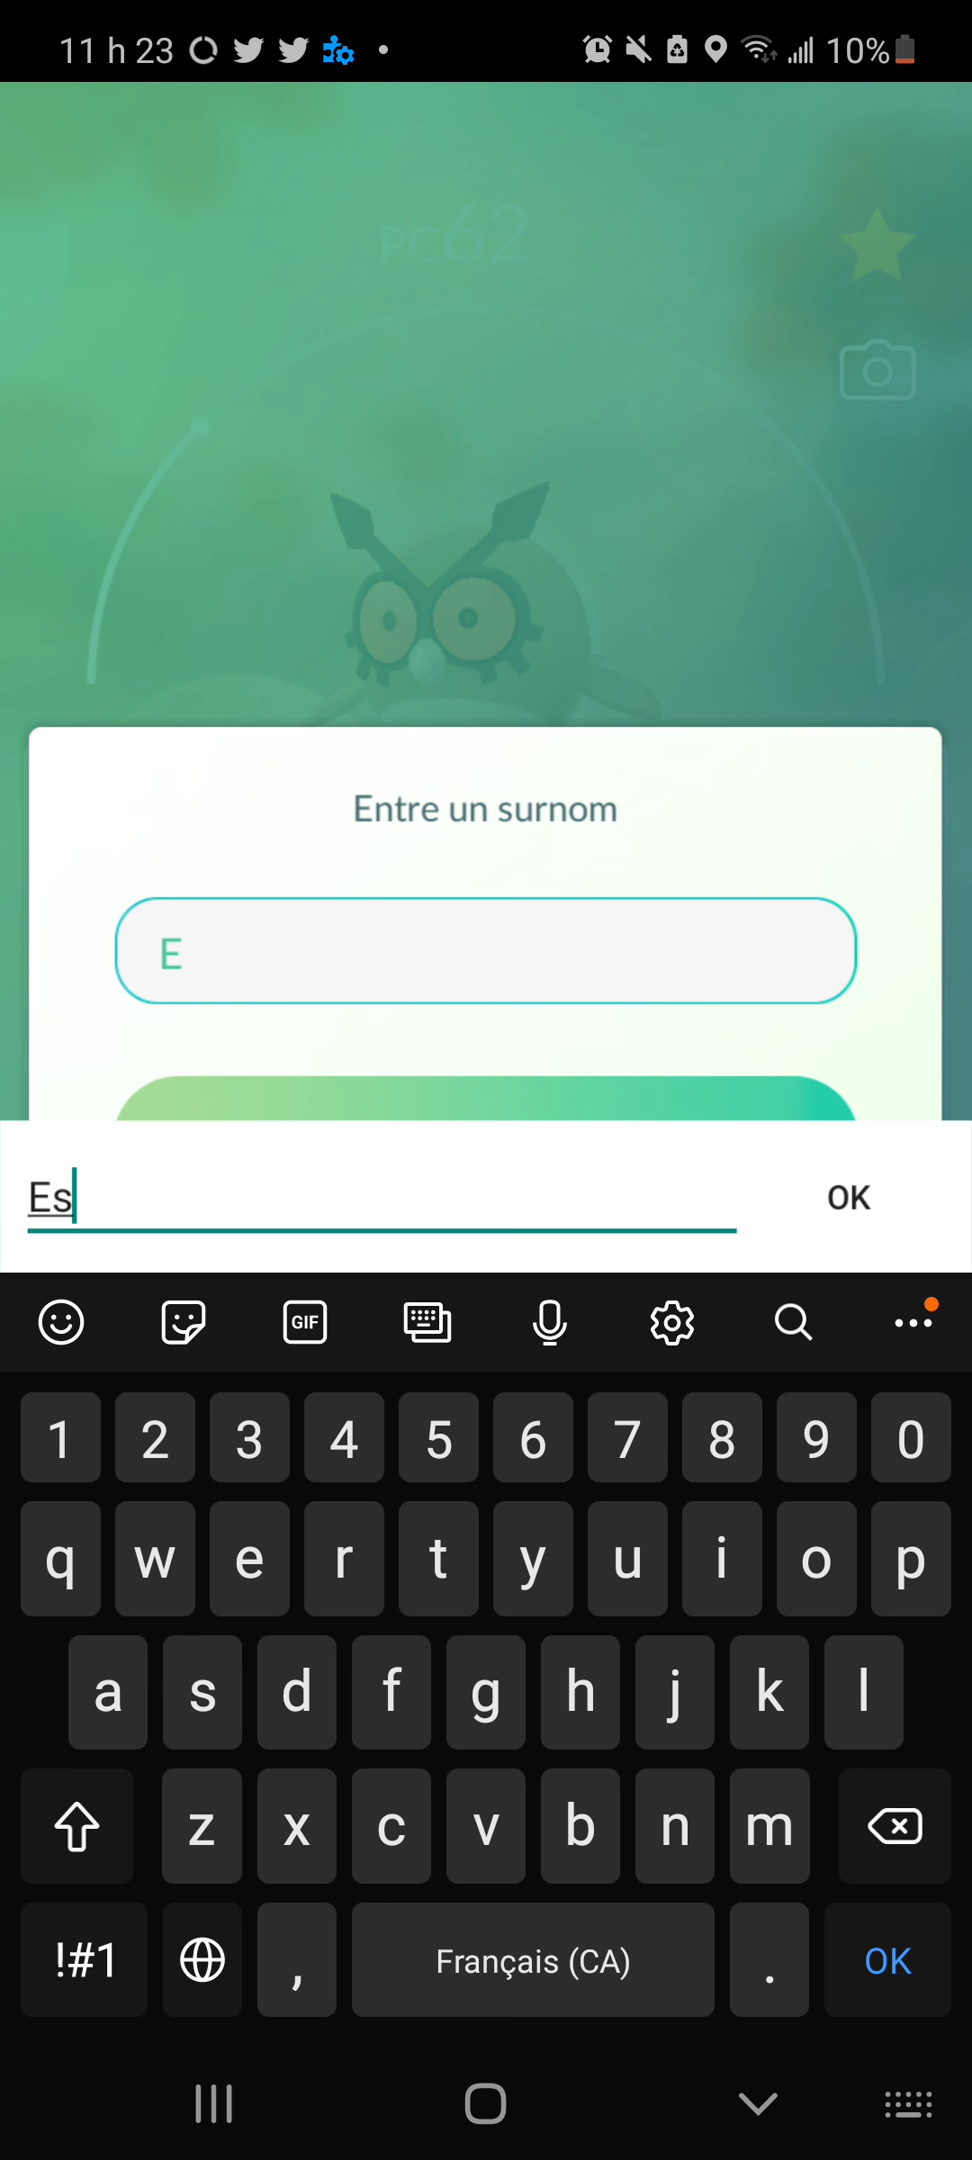 11 h 23
10%
PC62
Entre un surnom
E
Es
OK
GIF
1 2 3 4 5 6 7 8 9 0
q w e r t y u i o p
a s d f g h j k l
z x c v b n m
!#1 , Français (CA) . OK